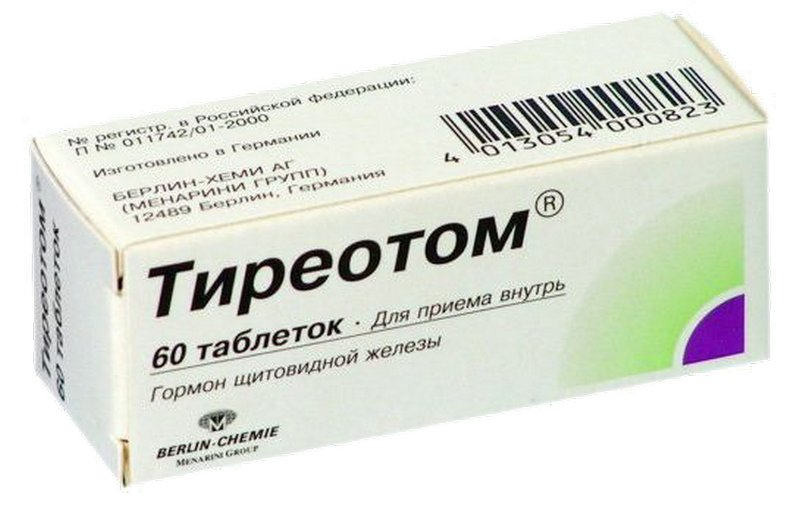 № регистр. в Российской федерации:
П № 011742/01-2000
Изготовлено в Германии
БЕРЛИН-ХЕМИ АГ
(МЕНАРИНИ ГРУПП)
12489 Берлин, Германия
4 013054 000823
Тиреотом®
60 таблеток · Для приема внутрь
Гормон щитовидной железы
BERLIN-CHEMIE
MENARINI GROUP
Тиреотом
60 таблеток